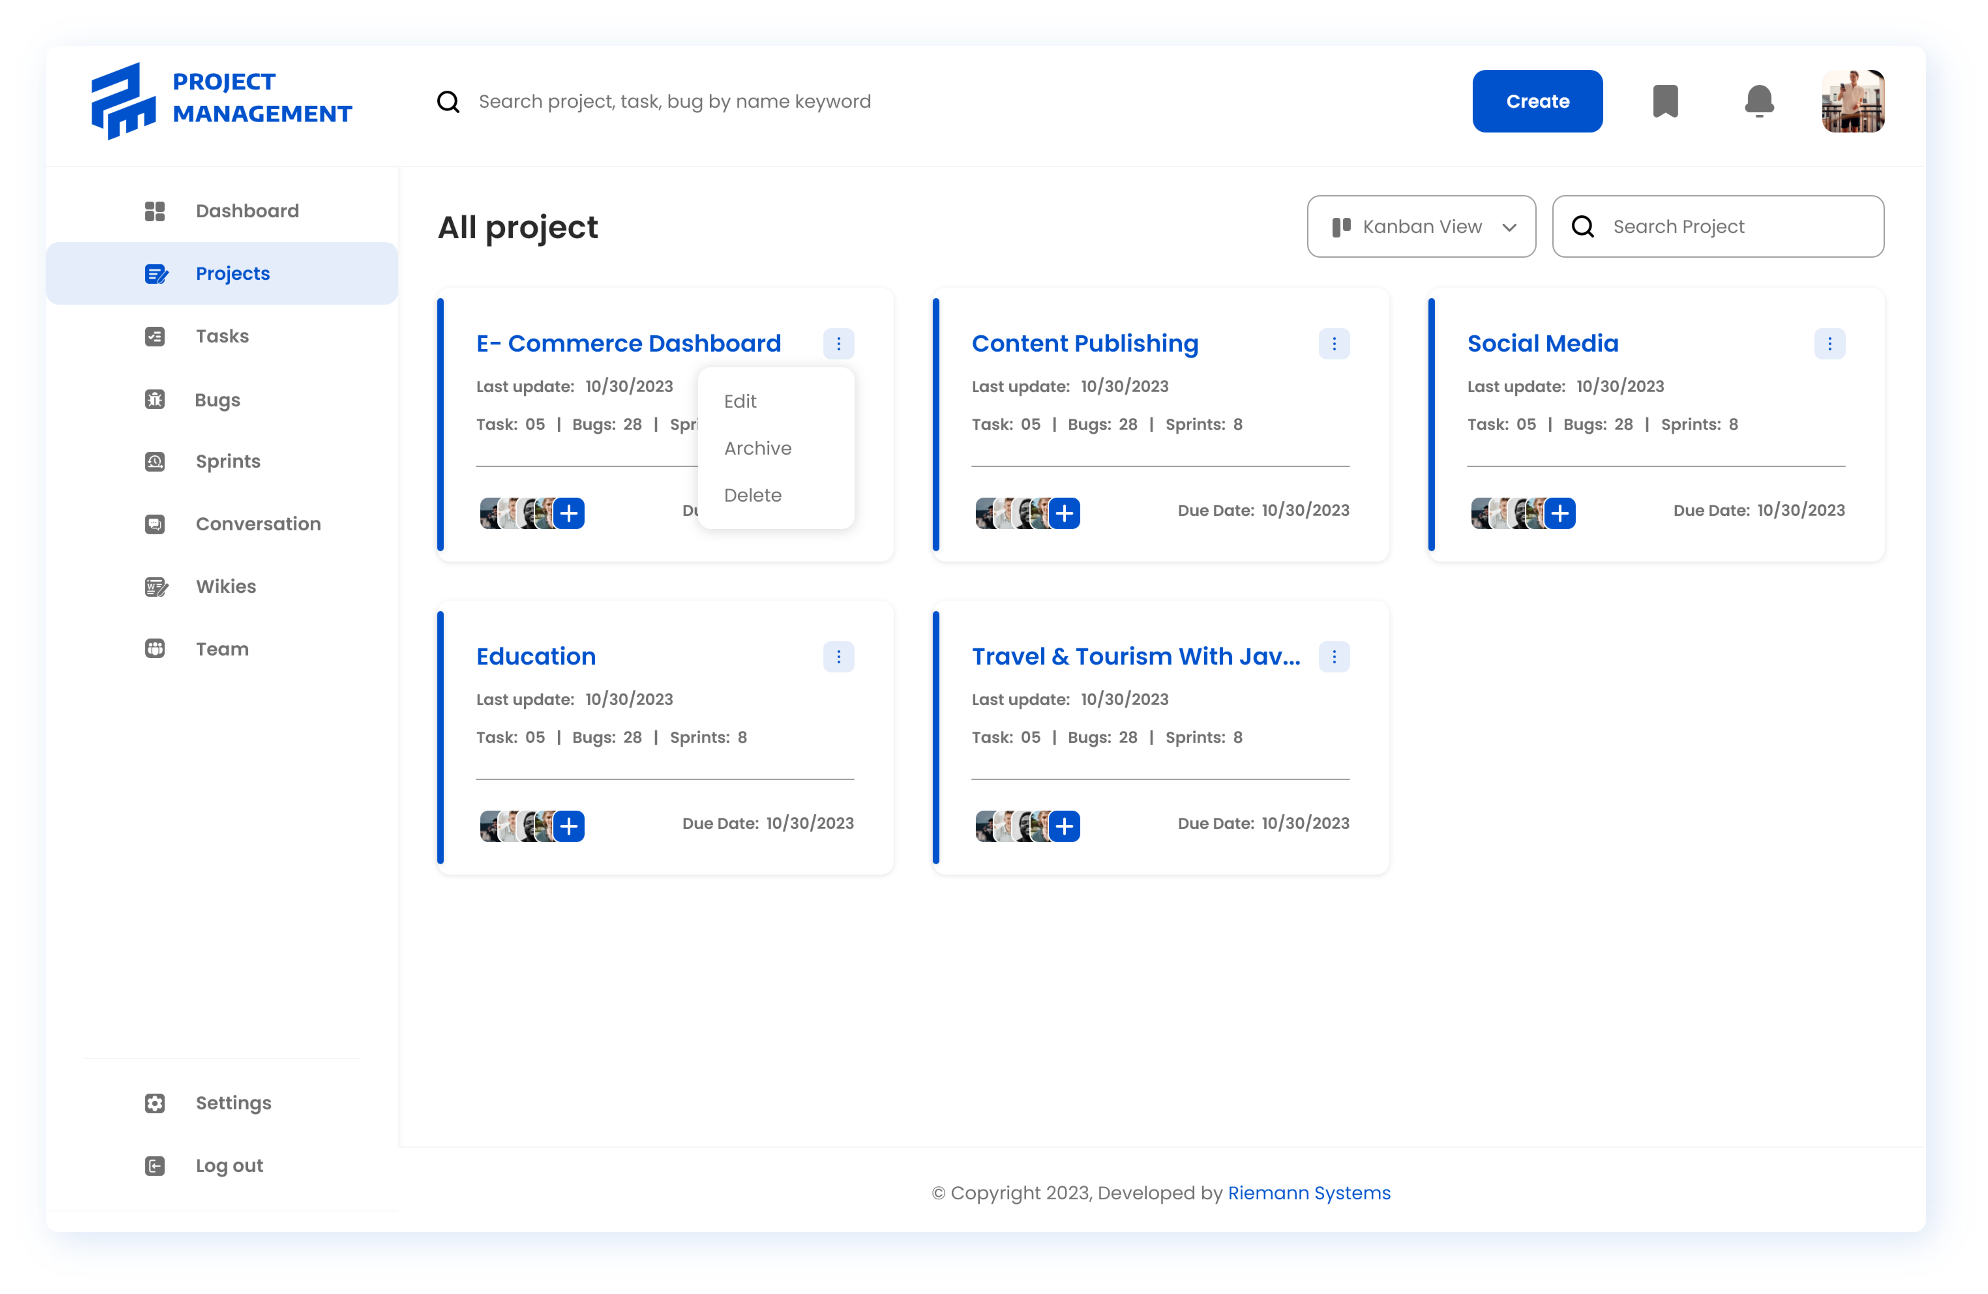 PROJECT
MANAGEMENT
Search project, task, bug by name keyword
Create
Dashboard
Projects
Tasks
Bugs
Sprints
Conversation
Wikies
Team
Settings
Log out
All project
Kanban View
Search Project
E- Commerce Dashboard
Last update: 10/30/2023
Task: 05 | Bugs: 28 | Spri
Du
Edit
Archive
Delete
Content Publishing
Last update: 10/30/2023
Task: 05 | Bugs: 28 | Sprints: 8
Due Date: 10/30/2023
Social Media
Last update: 10/30/2023
Task: 05 | Bugs: 28 | Sprints: 8
Due Date: 10/30/2023
Education
Last update: 10/30/2023
Task: 05 | Bugs: 28 | Sprints: 8
Due Date: 10/30/2023
Travel & Tourism With Jav...
Last update: 10/30/2023
Task: 05 | Bugs: 28 | Sprints: 8
Due Date: 10/30/2023
© Copyright 2023, Developed by Riemann Systems